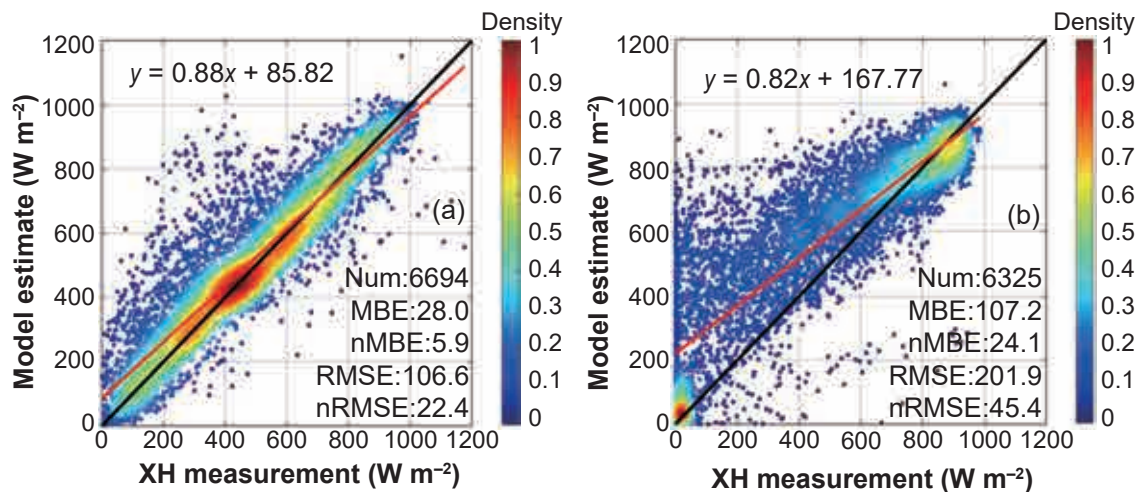 Density
1200
1000
800
600
400
200
0
Model estimate (W m⁻²)
y = 0.88x + 85.82
(a)
Num:6694
MBE:28.0
nMBE:5.9
RMSE:106.6
nRMSE:22.4
0 200 400 600 800 1000 1200
XH measurement (W m⁻²)
1
0.9
0.8
0.7
0.6
0.5
0.4
0.3
0.2
0.1
0
Density
1200
1000
800
600
400
200
0
Model estimate (W m⁻²)
y = 0.82x + 167.77
(b)
Num:6325
MBE:107.2
nMBE:24.1
RMSE:201.9
nRMSE:45.4
0 200 400 600 800 1000 1200
XH measurement (W m⁻²)
1
0.9
0.8
0.7
0.6
0.5
0.4
0.3
0.2
0.1
0